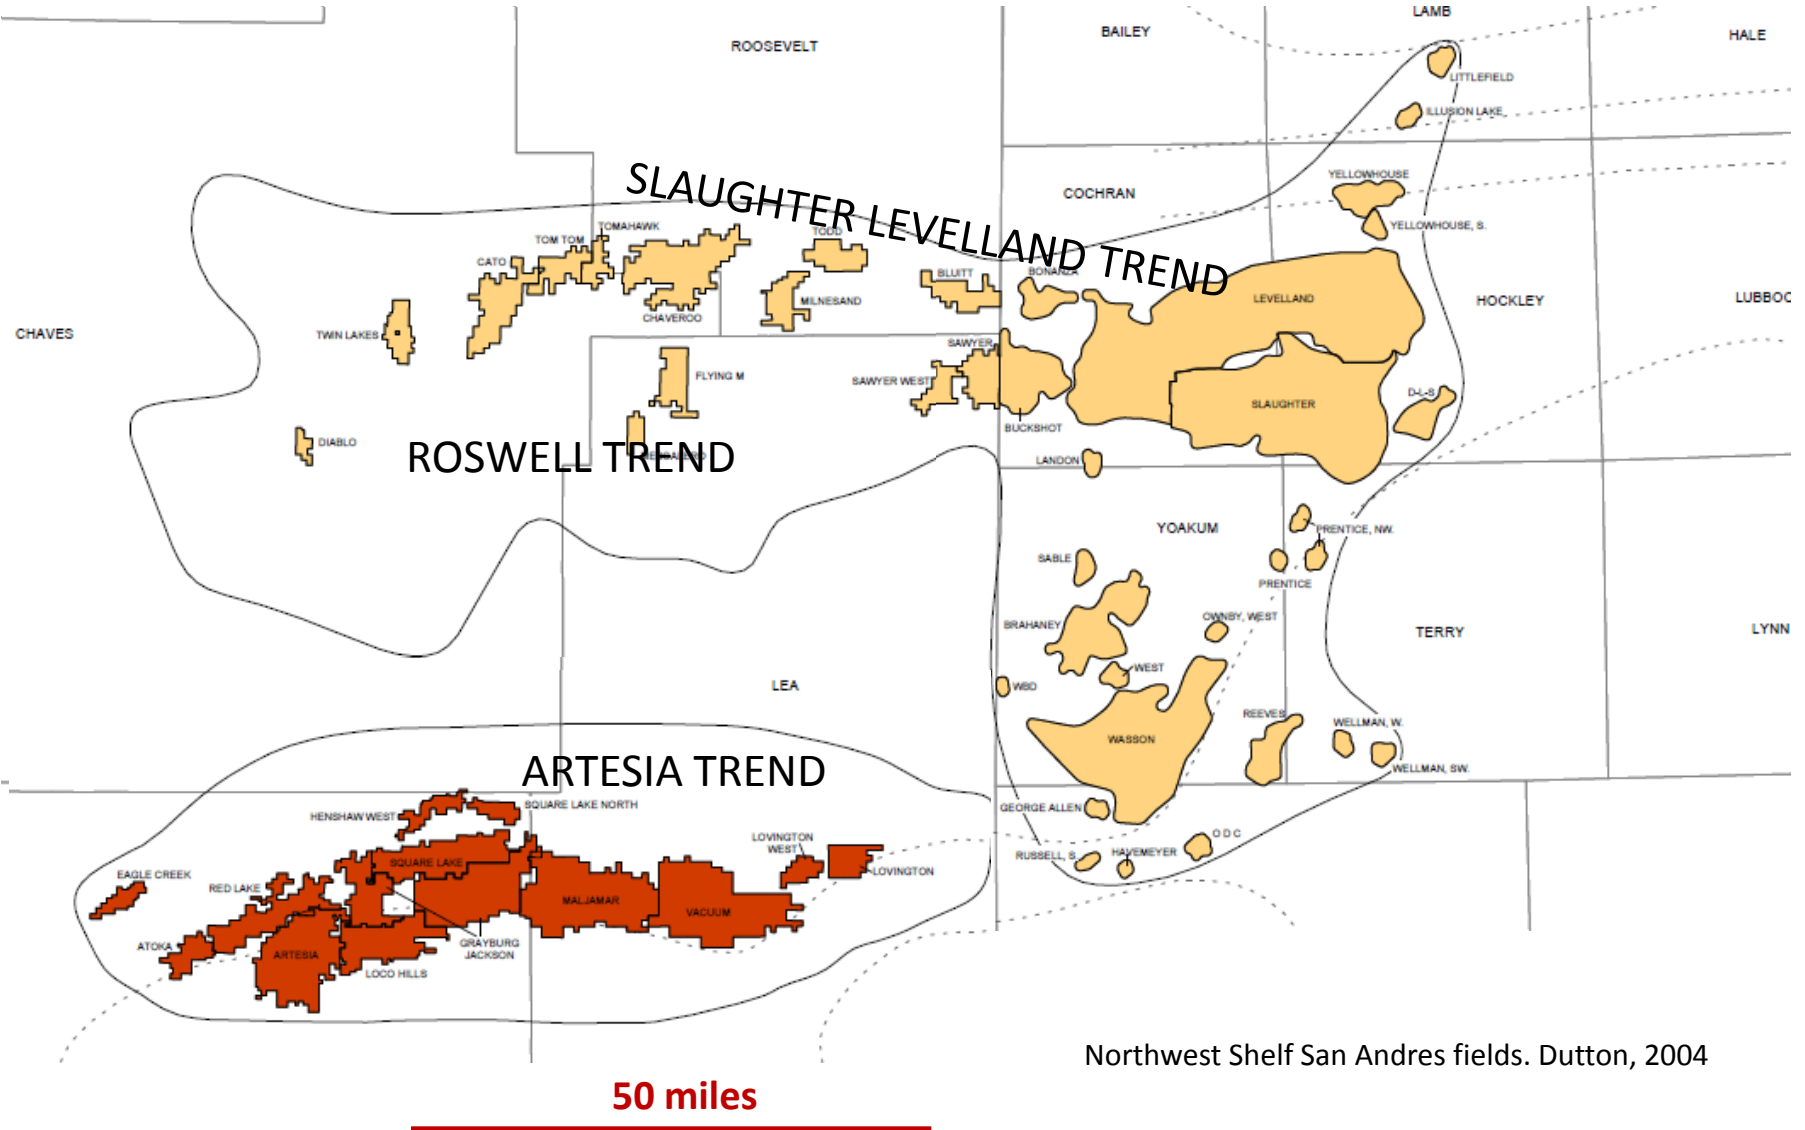 LAMB
BAILEY
HALE
ROOSEVELT
LITTLEFIELD
ILLUSION LAKE
YELLOWHOUSE
COCHRAN
SLAUGHTER LEVELLAND TREND
YELLOWHOUSE, S.
TOMAHAWK
TODD
TOM TOM
CATO
BLUITT
BONANZA
LEVELLAND
HOCKLEY
LUBBOC
MILNESAND
CHAVEROO
CHAVES
TWIN LAKES
SAWYER
FLYING M
SAWYER WEST
D-L-S
SLAUGHTER
BUCKSHOT
DIABLO
ROSWELL TREND
LANDON
YOAKUM
PRENTICE, NW.
SABLE
PRENTICE
OWNBY, WEST
BRAHANEY
TERRY
LYNN
WEST
LEA
WBD
REEVES
WELLMAN, W.
WASSON
ARTESIA TREND
WELLMAN, SW.
SQUARE LAKE NORTH
GEORGE ALLEN
HENSHAW WEST
O D C
LOVINGTON
WEST
HAVEMEYER
RUSSELL, S.
SQUARE LAKE
LOVINGTON
EAGLE CREEK
RED LAKE
MALJAMAR
VACUUM
ATOKA
GRAYBURG
JACKSON
ARTESIA
LOCO HILLS
Northwest Shelf San Andres fields. Dutton, 2004
50 miles